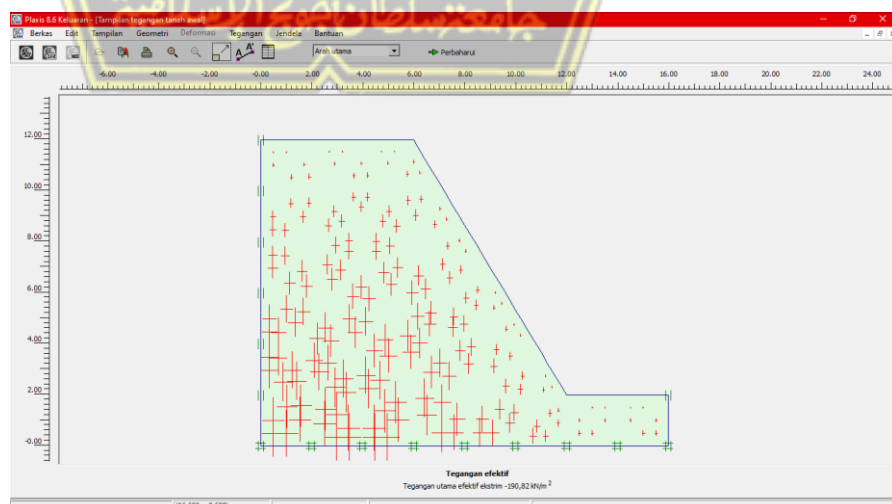 جامعتنسلطان أجونج الإسلامية
Plaxis 8.6 Keluaran - [Tampilan tegangan tanah awal]
Berkas Edit Tampilan Geometri Deformasi Tegangan Jendela Bantuan
Arah utama
Perbaharui
-6.00 -4.00 -2.00 -0.00 2.00 4.00 6.00 8.00 10.00 12.00 14.00 16.00 18.00 20.00 22.00 24.00
12.00
10.00
8.00
6.00
4.00
2.00
-0.00
Tegangan efektif
Tegangan utama efektif ekstrim -190,82 kN/m²